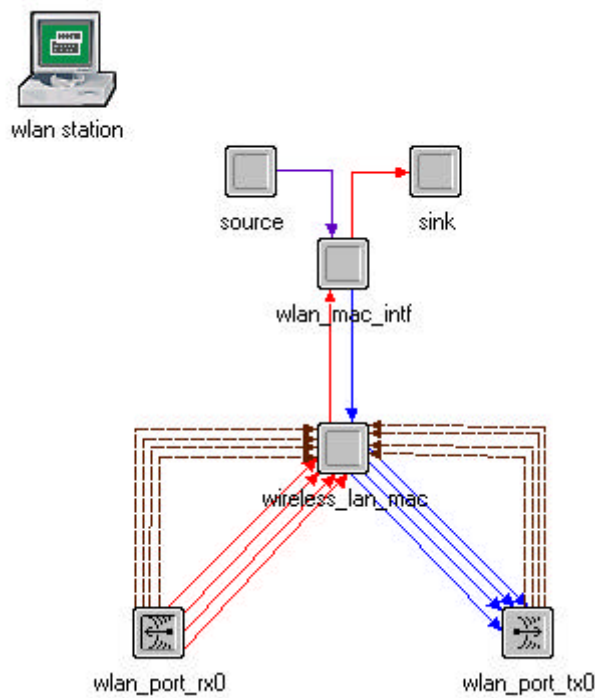 wlan station
source
sink
wlan_mac_intf
wireless_lan_mac
wlan_port_rx0
wlan_port_tx0